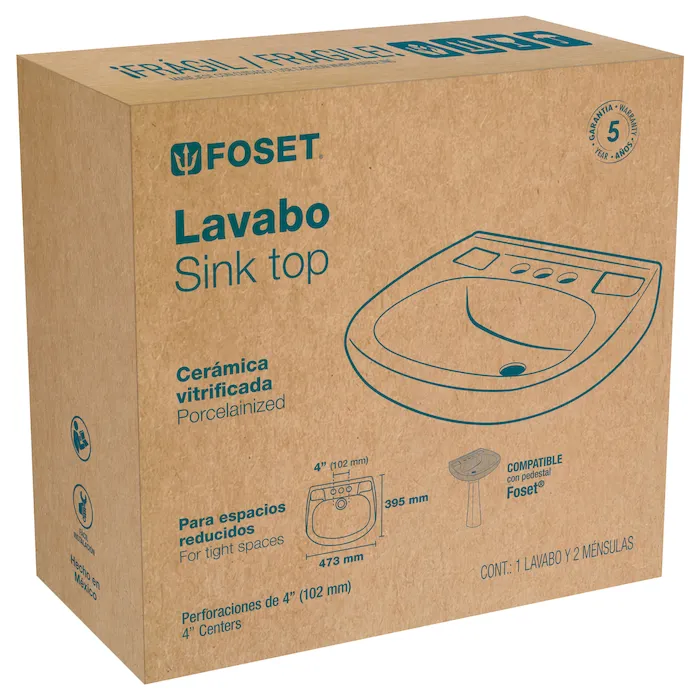 ¡FRÁGIL / FRAGILE!
FOSET®
GARANTÍA • WARRANTY
5
YEAR • AÑOS
Lavabo
Sink top
Cerámica
vitrificada
Porcelainized
Para espacios
reducidos
For tight spaces
4” (102 mm)
395 mm
473 mm
COMPATIBLE
con pedestal
Foset®
Perforaciones de 4” (102 mm)
4” Centers
CONT.: 1 LAVABO Y 2 MÉNSULAS
Hecho en
México